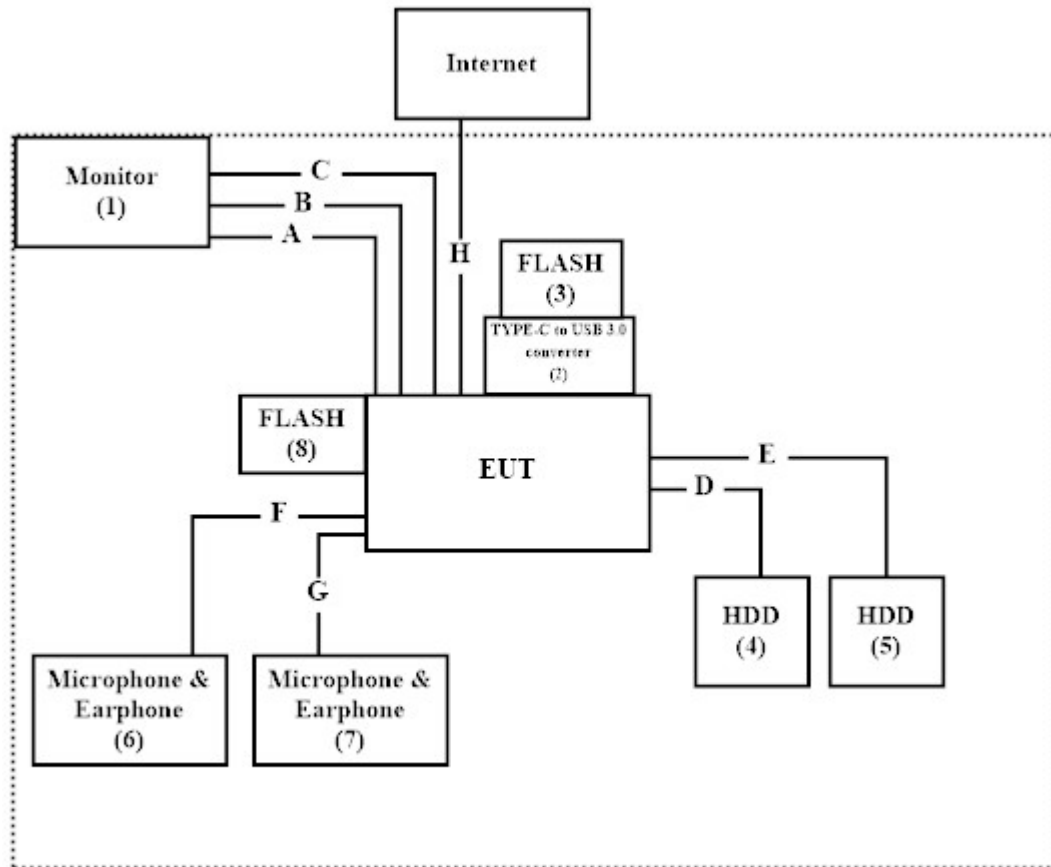 Internet
Monitor
(1)
C
B
A
H
FLASH
(3)
TYPE-C to USB 3.0
converter
(2)
FLASH
(8)
EUT
E
D
F
G
HDD
(4)
HDD
(5)
Microphone &
Earphone
(6)
Microphone &
Earphone
(7)